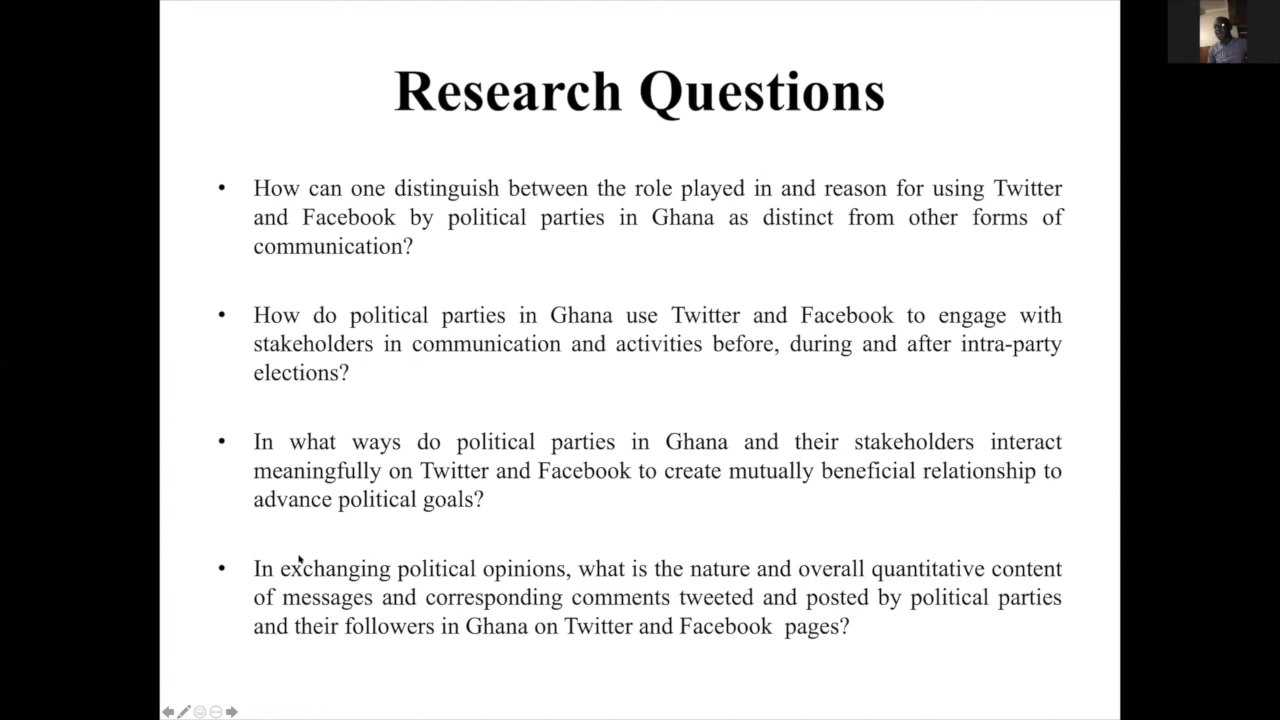 Research Questions
• How can one distinguish between the role played in and reason for using Twitter
and Facebook by political parties in Ghana as distinct from other forms of
communication?
• How do political parties in Ghana use Twitter and Facebook to engage with
stakeholders in communication and activities before, during and after intra-party
elections?
• In what ways do political parties in Ghana and their stakeholders interact
meaningfully on Twitter and Facebook to create mutually beneficial relationship to
advance political goals?
• In exchanging political opinions, what is the nature and overall quantitative content
of messages and corresponding comments tweeted and posted by political parties
and their followers in Ghana on Twitter and Facebook pages?